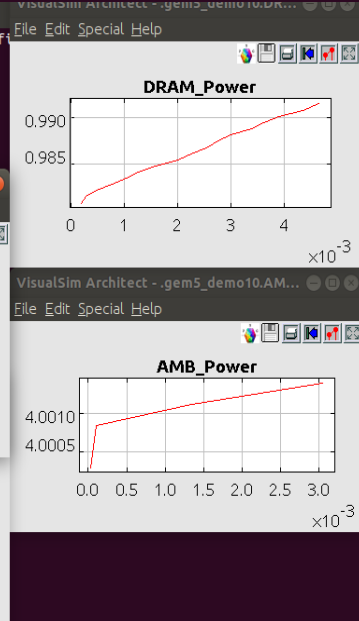 VisualSim Architect - .gem5_demo10.DR...
File Edit Special Help
DRAM_Power
0.990
0.985
0 1 2 3 4
×10-3
VisualSim Architect - .gem5_demo10.AM...
File Edit Special Help
AMB_Power
4.0010
4.0005
0.0 0.5 1.0 1.5 2.0 2.5 3.0
×10-3